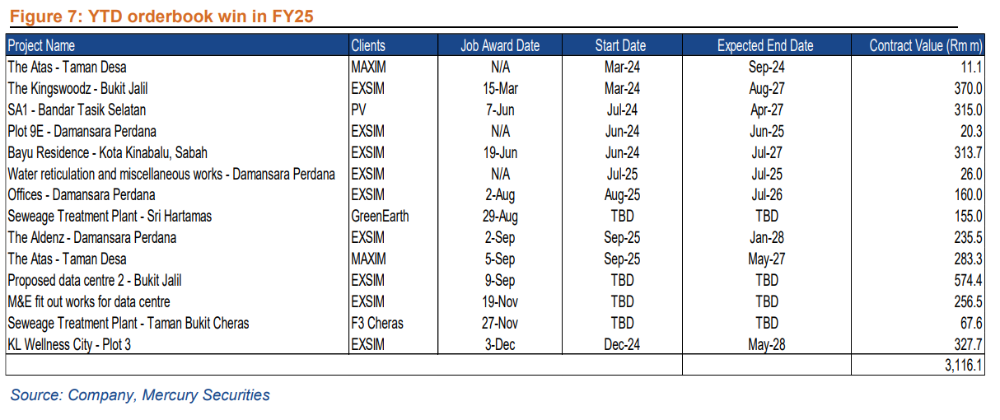 Figure 7: YTD orderbook win in FY25
Project Name Clients Job Award Date Start Date Expected End Date Contract Value (Rm m)
The Atas - Taman Desa MAXIM N/A Mar-24 Sep-24 11.1
The Kingswoodz - Bukit Jalil EXSIM 15-Mar Mar-24 Aug-27 370.0
SA1 - Bandar Tasik Selatan PV 7-Jun Jul-24 Apr-27 315.0
Plot 9E - Damansara Perdana EXSIM N/A Jun-24 Jun-25 20.3
Bayu Residence - Kota Kinabalu, Sabah EXSIM 19-Jun Jun-24 Jul-27 313.7
Water reticulation and miscellaneous works - Damansara Perdana EXSIM N/A Jul-25 Jul-25 26.0
Offices - Damansara Perdana EXSIM 2-Aug Aug-25 Jul-26 160.0
Seweage Treatment Plant - Sri Hartamas GreenEarth 29-Aug TBD TBD 155.0
The Aldenz - Damansara Perdana EXSIM 2-Sep Sep-25 Jan-28 235.5
The Atas - Taman Desa MAXIM 5-Sep Sep-25 May-27 283.3
Proposed data centre 2 - Bukit Jalil EXSIM 9-Sep TBD TBD 574.4
M&E fit out works for data centre EXSIM 19-Nov TBD TBD 256.5
Seweage Treatment Plant - Taman Bukit Cheras F3 Cheras 27-Nov TBD TBD 67.6
KL Wellness City - Plot 3 EXSIM 3-Dec Dec-24 May-28 327.7
3,116.1
Source: Company, Mercury Securities